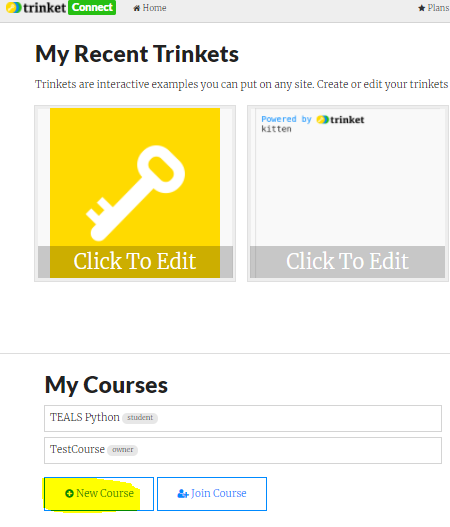 trinket Connect Home Plans
My Recent Trinkets
Trinkets are interactive examples you can put on any site. Create or edit your trinkets
Powered by trinket
kitten
Click To Edit Click To Edit
My Courses
TEALS Python student
TestCourse owner
New Course Join Course